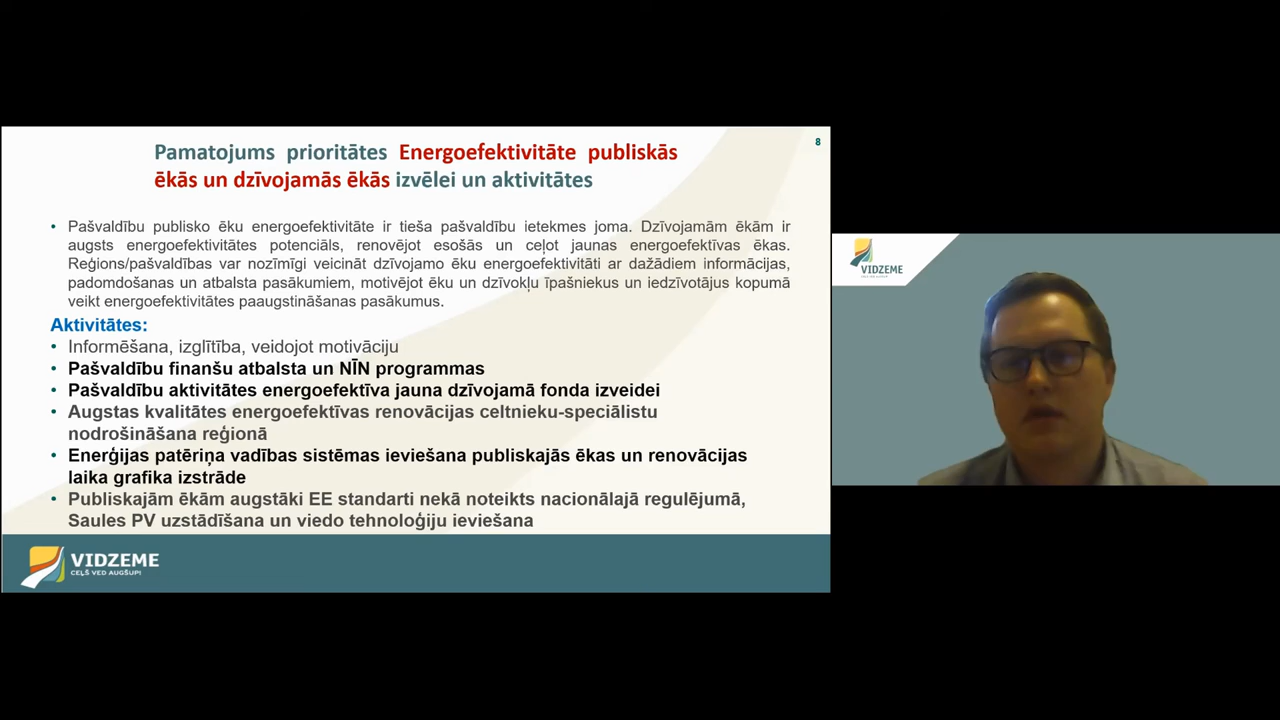 8
Pamatojums prioritātes Energoefektivitāte publiskās
ēkās un dzīvojamās ēkās izvēlei un aktivitātes
• Pašvaldību publisko ēku energoefektivitāte ir tieša pašvaldību ietekmes joma. Dzīvojamām ēkām ir
augsts energoefektivitātes potenciāls, renovējot esošās un ceļot jaunas energoefektīvas ēkas.
Reģions/pašvaldības var nozīmīgi veicināt dzīvojamo ēku energoefektivitāti ar dažādiem informācijas,
padomdošanas un atbalsta pasākumiem, motivējot ēku un dzīvokļu īpašniekus un iedzīvotājus kopumā
veikt energoefektivitātes paaugstināšanas pasākumus.
Aktivitātes:
• Informēšana, izglītība, veidojot motivāciju
• Pašvaldību finanšu atbalsta un NĪN programmas
• Pašvaldību aktivitātes energoefektīva jauna dzīvojamā fonda izveidei
• Augstas kvalitātes energoefektīvas renovācijas celtnieku-speciālistu
nodrošināšana reģionā
• Enerģijas patēriņa vadības sistēmas ieviešana publiskajās ēkas un renovācijas
laika grafika izstrāde
• Publiskajām ēkām augstāki EE standarti nekā noteikts nacionālajā regulējumā,
Saules PV uzstādīšana un viedo tehnoloģiju ieviešana
VIDZEME
CEĻŠ VED AUGŠUP!
VIDZEME